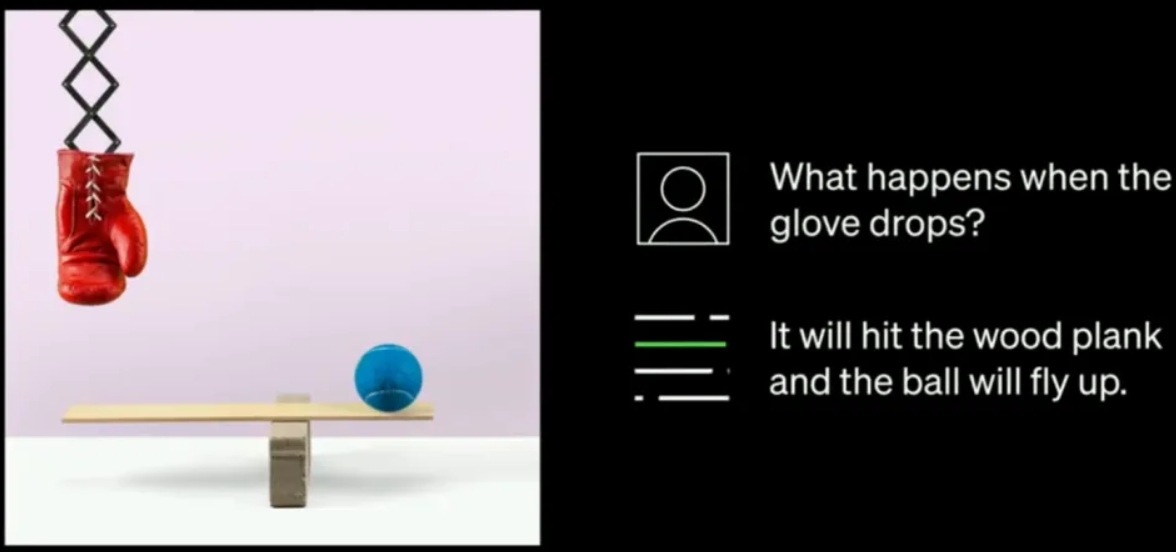 What happens when the
glove drops?
It will hit the wood plank
and the ball will fly up.